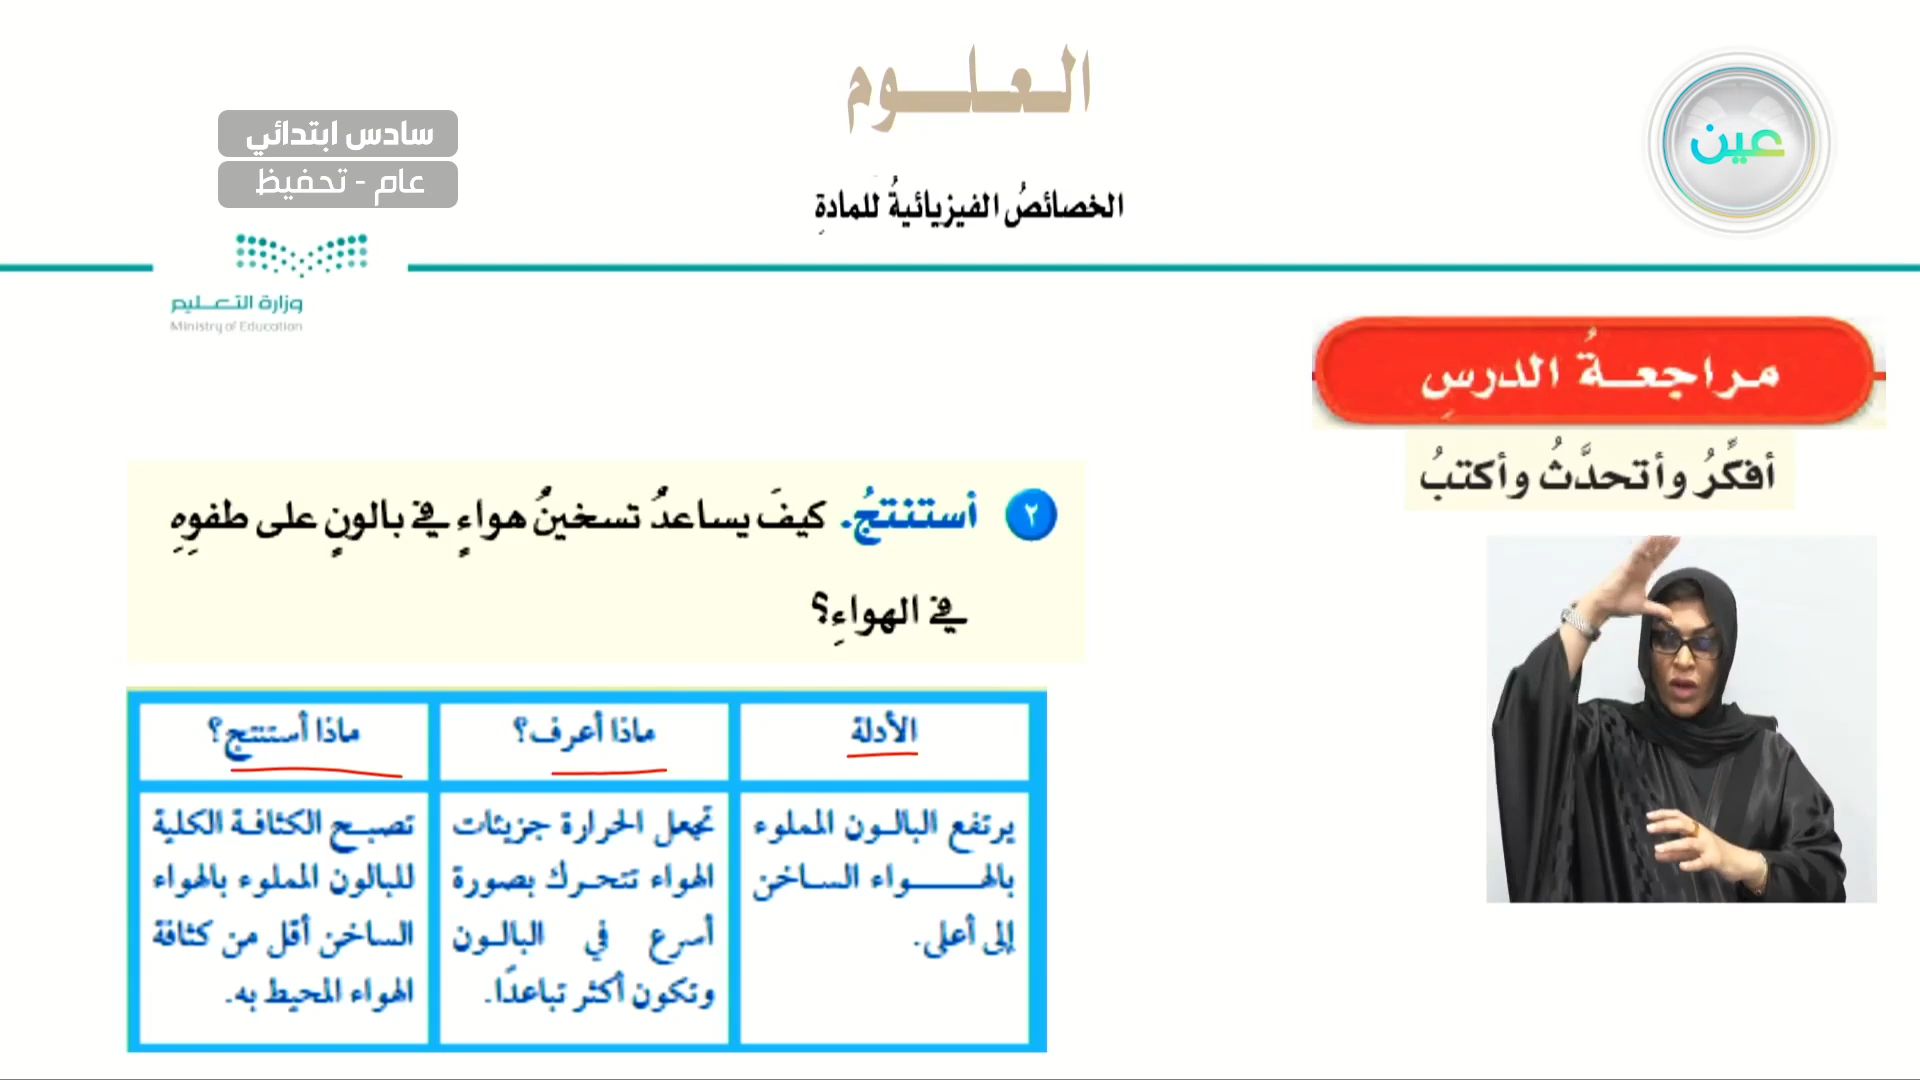 العلوم
الخصائصُ الفيزيائيةُ للمادةِ
عين
سادس ابتدائي
عام - تحفيظ
وزارة التعليم
Ministry of Education
مراجعةُ الدرسِ
أفكِّرُ وأتحدَّثُ وأكتبُ
٢ أستنتجُ. كيفَ يساعدُ تسخينُ هواءٍ في بالونٍ على طفوِهِ
في الهواءِ؟
الأدلة
ماذا أعرف؟
ماذا أستنتج؟
يرتفع البالون المملوء
بالهواء الساخن
إلى أعلى.
تجعل الحرارة جزيئات
الهواء تتحرك بصورة
أسرع في البالون
وتكون أكثر تباعدًا.
تصبح الكثافة الكلية
للبالون المملوء بالهواء
الساخن أقل من كثافة
الهواء المحيط به.